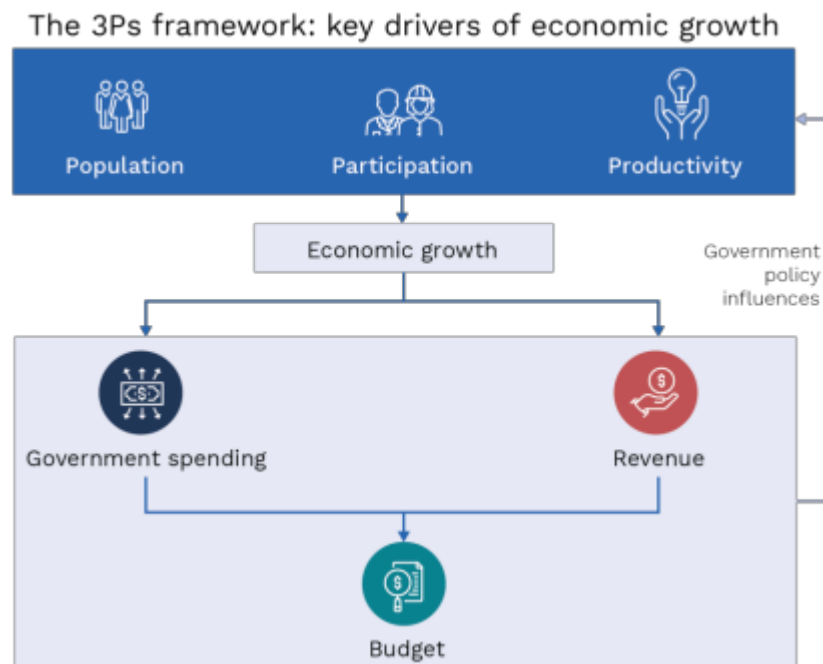 The 3Ps framework: key drivers of economic growth
Population
Participation
Productivity
Economic growth
Government
policy
influences
$
$
Government spending
Revenue
$
Budget